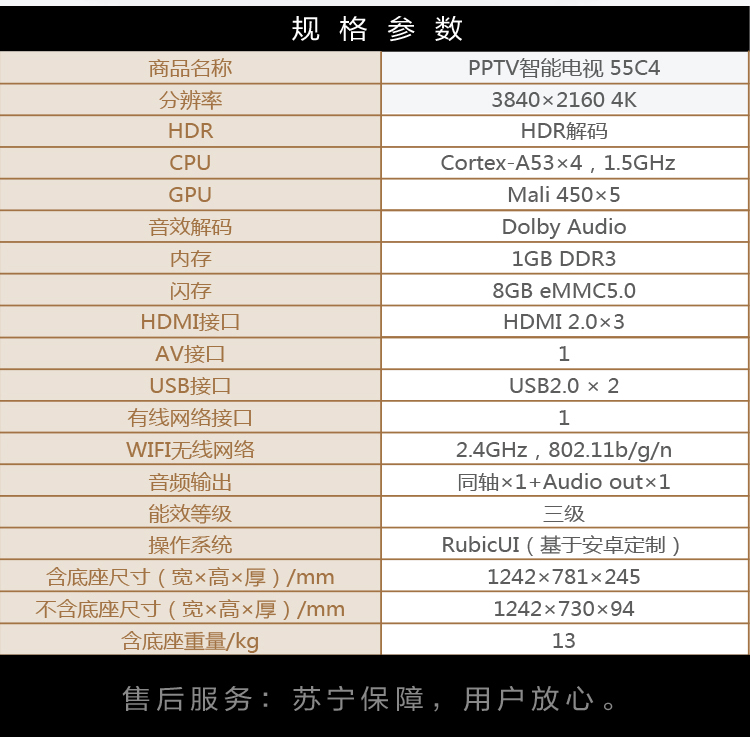 规格参数
商品名称 PPTV智能电视 55C4
分辨率 3840×2160 4K
HDR HDR解码
CPU Cortex-A53×4，1.5GHz
GPU Mali 450×5
音效解码 Dolby Audio
内存 1GB DDR3
闪存 8GB eMMC5.0
HDMI接口 HDMI 2.0×3
AV接口 1
USB接口 USB2.0 × 2
有线网络接口 1
WIFI无线网络 2.4GHz，802.11b/g/n
音频输出 同轴×1+Audio out×1
能效等级 三级
操作系统 RubicUI（基于安卓定制）
含底座尺寸（宽×高×厚）/mm 1242×781×245
不含底座尺寸（宽×高×厚）/mm 1242×730×94
含底座重量/kg 13
售后服务：苏宁保障，用户放心。